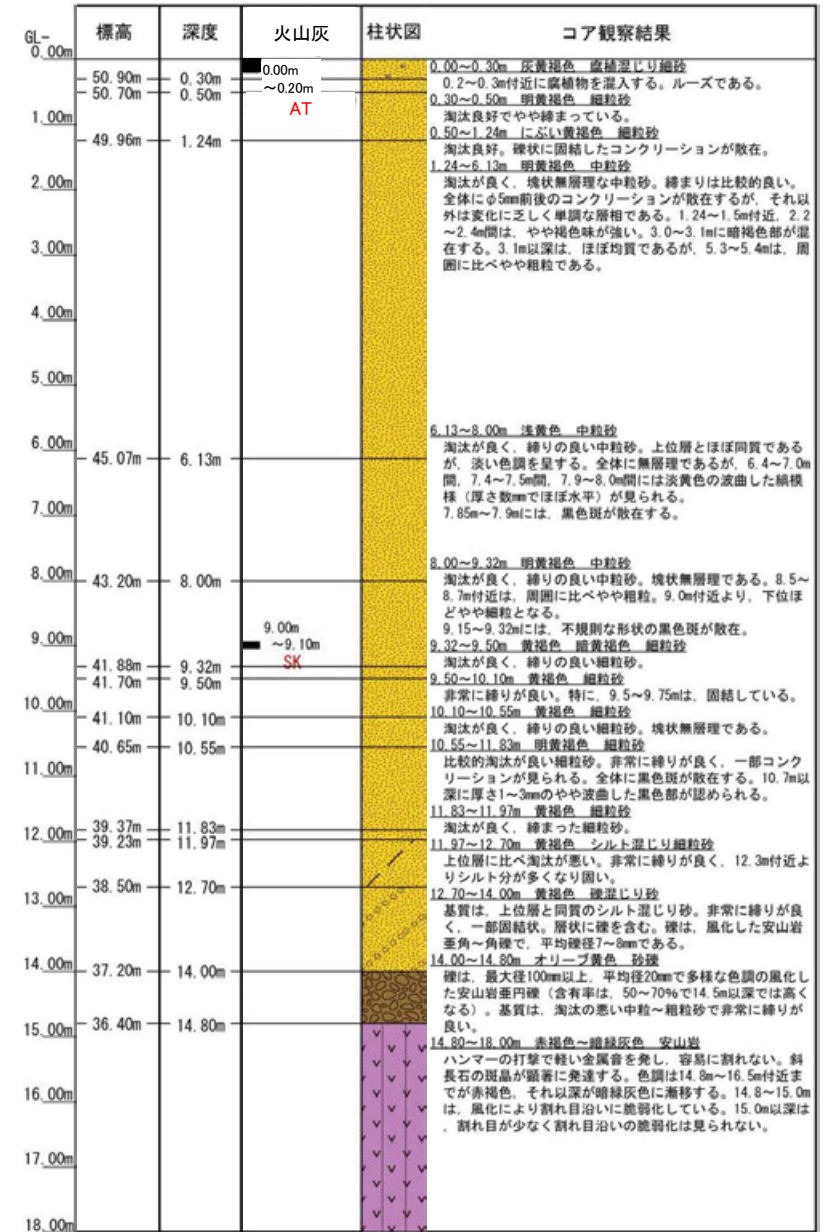 標高 深度 火山灰 柱状図 コア観察結果
GL-
0.00m
0.00m
～0.20m
AT
50.90m 0.30m
50.70m 0.50m
1.00m
49.96m 1.24m
2.00m
3.00m
4.00m
5.00m
6.00m
45.07m 6.13m
7.00m
8.00m
43.20m 8.00m
9.00m
9.00m
～9.10m
SK
41.88m 9.32m
41.70m 9.50m
10.00m
41.10m 10.10m
40.65m 10.55m
11.00m
12.00m
39.37m 11.83m
39.23m 11.97m
38.50m 12.70m
13.00m
14.00m
37.20m 14.00m
36.40m 14.80m
15.00m
16.00m
17.00m
18.00m
0.00～0.30m 灰黄褐色 腐植混じり細砂
0.2～0.3m付近に腐植物を混入する。ルーズである。
0.30～0.50m 明黄褐色 細粒砂
淘汰良好でやや締まっている。
0.50～1.24m にぶい黄褐色 細粒砂
淘汰良好。礫状に固結したコンクリーションが散在。
1.24～6.13m 明黄褐色 中粒砂
淘汰が良く，塊状無層理な中粒砂。締まりは比較的良い。
全体にφ5mm前後のコンクリーションが散在するが，それ以
外は変化に乏しく単調な層相である。1.24～1.5m付近，2.2
～2.4m間は，やや褐色味が強い。3.0～3.1mに暗褐色部が混
在する。3.1m以深は，ほぼ均質であるが，5.3～5.4mは，周
囲に比べやや粗粒である。
6.13～8.00m 浅黄色 中粒砂
淘汰が良く，締りの良い中粒砂。上位層とほぼ同質である
が，淡い色調を呈する。全体に無層理であるが，6.4～7.0m
間，7.4～7.5m間，7.9～8.0m間には淡黄色の波曲した縞模
様（厚さ数mmでほぼ水平）が見られる。
7.85m～7.9mには，黒色斑が散在する。
8.00～9.32m 明黄褐色 中粒砂
淘汰が良く，締りの良い中粒砂。塊状無層理である。8.5～
8.7m付近は，周囲に比べやや粗粒。9.0m付近より，下位ほ
どやや細粒となる。
9.15～9.32mには，不規則な形状の黒色斑が散在。
9.32～9.50m 黄褐色 暗黄褐色 細粒砂
淘汰が良く，締りの良い細粒砂。
9.50～10.10m 黄褐色 細粒砂
非常に締りが良い。特に，9.5～9.75mは，固結している。
10.10～10.55m 黄褐色 細粒砂
淘汰が良く，締りの良い細粒砂。塊状無層理である。
10.55～11.83m 明黄褐色 細粒砂
比較的淘汰が良い細粒砂。非常に締りが良く，一部コンク
リーションが見られる。全体に黒色斑が散在する。10.7m以
深に厚さ1～3mmのやや波曲した黒色部が認められる。
11.83～11.97m 黄褐色 細粒砂
淘汰が良く，締まった細粒砂。
11.97～12.70m 黄褐色 シルト混じり細粒砂
上位層に比べ淘汰が悪い。非常に締りが良く，12.3m付近よ
りシルト分が多くなり固い。
12.70～14.00m 黄褐色 礫混じり砂
基質は，上位層と同質のシルト混じり砂。非常に締りが良
く，一部固結状。層状に礫を含む。礫は，風化した安山岩
亜角～角礫で，平均礫径7～8mmである。
14.00～14.80m オリーブ黄色 砂礫
礫は，最大径100mm以上，平均径20mmで多様な色調の風化し
た安山岩亜円礫（含有率は，50～70%で14.5m以深では高く
なる）。基質は，淘汰の悪い中粒～粗粒砂で非常に締りが
良い。
14.80～18.00m 赤褐色～暗緑灰色 安山岩
ハンマーの打撃で軽い金属音を発し，容易に割れない。斜
長石の斑晶が顕著に発達する。色調は14.8m～16.5m付近ま
でが赤褐色，それ以深が暗緑灰色に漸移する。14.8～15.0m
は，風化により割れ目沿いに脆弱化している。15.0m以深は
，割れ目が少なく割れ目沿いの脆弱化は見られない。